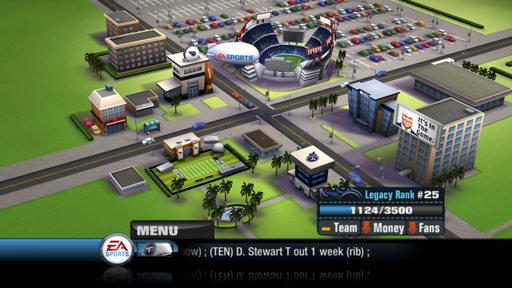 EA SPORTS
It's In
The
Game.
Legacy Rank #25
1124/3500
Team Money Fans
MENU
EA SPORTS
ow) ; (TEN) D. Stewart T out 1 week (rib) ;